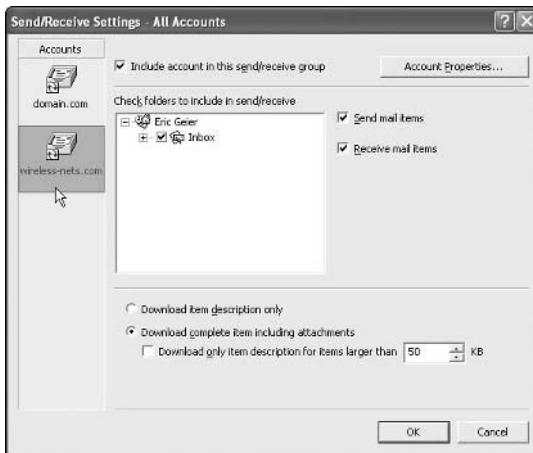 Send/Receive Settings - All Accounts
Accounts
domain.com
wireless-nets.com
Include account in this send/receive group
Account Properties...
Check folders to include in send/receive
Eric Geier
Inbox
Send mail items
Receive mail items
Download item description only
Download complete item including attachments
Download only item description for items larger than 50 KB
OK
Cancel